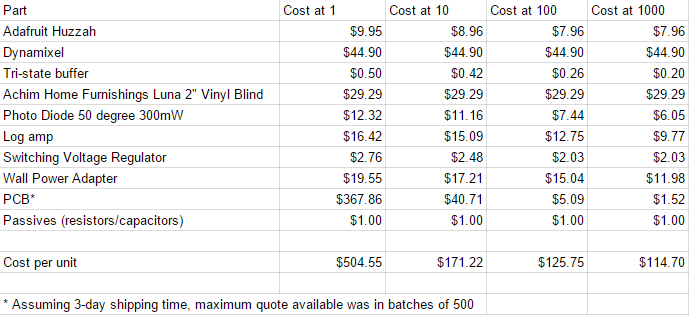 Part Cost at 1 Cost at 10 Cost at 100 Cost at 1000
Adafruit Huzzah $9.95 $8.96 $7.96 $7.96
Dynamixel $44.90 $44.90 $44.90 $44.90
Tri-state buffer $0.50 $0.42 $0.26 $0.20
Achim Home Furnishings Luna 2" Vinyl Blind $29.29 $29.29 $29.29 $29.29
Photo Diode 50 degree 300mW $12.32 $11.16 $7.44 $6.05
Log amp $16.42 $15.09 $12.75 $9.77
Switching Voltage Regulator $2.76 $2.48 $2.03 $2.03
Wall Power Adapter $19.55 $17.21 $15.04 $11.98
PCB* $367.86 $40.71 $5.09 $1.52
Passives (resistors/capacitors) $1.00 $1.00 $1.00 $1.00
Cost per unit $504.55 $171.22 $125.75 $114.70
* Assuming 3-day shipping time, maximum quote available was in batches of 500